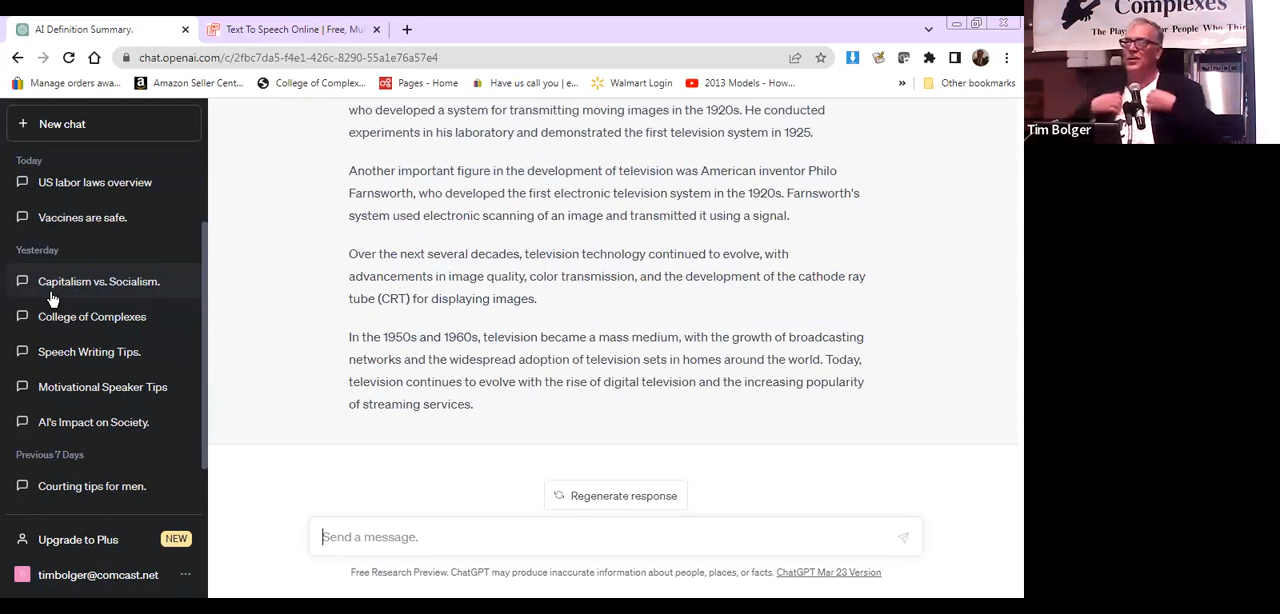 AI Definition Summary.
Text To Speech Online | Free, Mu
chat.openai.com/c/2fbc7da5-f4e1-426c-8290-55a1e76a57e4
Manage orders awa...
Amazon Seller Cent...
College of Complex...
Pages - Home
Have us call you | e...
Walmart Login
2013 Models - How...
Other bookmarks
New chat
Today
US labor laws overview
Vaccines are safe.
Yesterday
Capitalism vs. Socialism.
College of Complexes
Speech Writing Tips.
Motivational Speaker Tips
AI's Impact on Society.
Previous 7 Days
Courting tips for men.
Upgrade to Plus
NEW
timbolger@comcast.net
who developed a system for transmitting moving images in the 1920s. He conducted
experiments in his laboratory and demonstrated the first television system in 1925.
Another important figure in the development of television was American inventor Philo
Farnsworth, who developed the first electronic television system in the 1920s. Farnsworth's
system used electronic scanning of an image and transmitted it using a signal.
Over the next several decades, television technology continued to evolve, with
advancements in image quality, color transmission, and the development of the cathode ray
tube (CRT) for displaying images.
In the 1950s and 1960s, television became a mass medium, with the growth of broadcasting
networks and the widespread adoption of television sets in homes around the world. Today,
television continues to evolve with the rise of digital television and the increasing popularity
of streaming services.
Regenerate response
Send a message.
Free Research Preview. ChatGPT may produce inaccurate information about people, places, or facts. ChatGPT Mar 23 Version
Complexes
The Play for People Who Thin
Tim Bolger